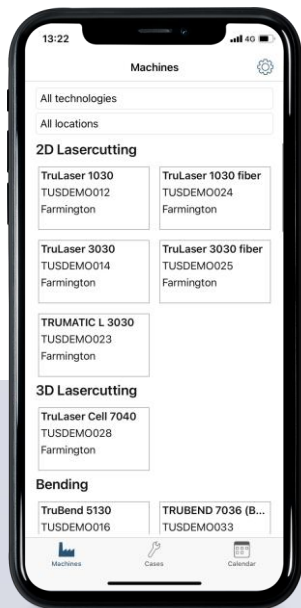 13:22
4G
Machines
All technologies
All locations
2D Lasercutting
TruLaser 1030
TUSDEMO012
Farmington
TruLaser 1030 fiber
TUSDEMO024
Farmington
TruLaser 3030
TUSDEMO014
Farmington
TruLaser 3030 fiber
TUSDEMO025
Farmington
TRUMATIC L 3030
TUSDEMO023
Farmington
3D Lasercutting
TruLaser Cell 7040
TUSDEMO028
Farmington
Bending
TruBend 5130
TUSDEMO016
TRUBEND 7036 (B...
TUSDEMO033
Machines
Cases
Calendar